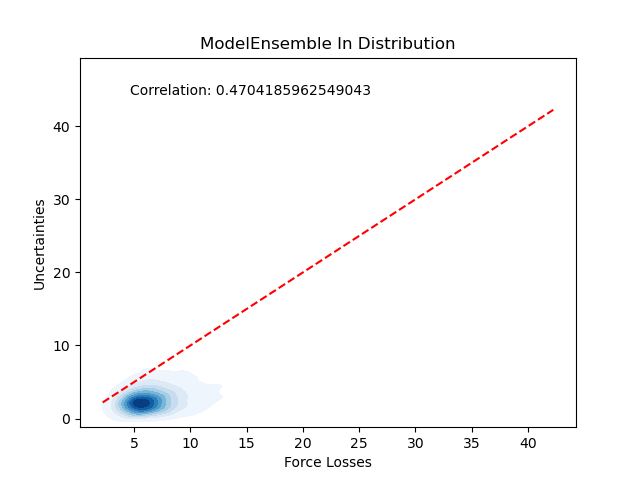 ModelEnsemble In Distribution
Correlation: 0.4704185962549043
Uncertainties
40
30
20
10
0
5 10 15 20 25 30 35 40
Force Losses